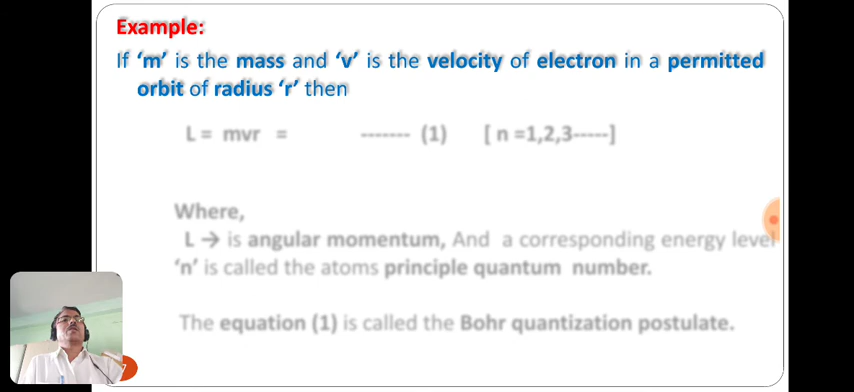 Example:
If ‘m’ is the mass and ‘v’ is the velocity of electron in a permitted
orbit of radius ‘r’ then
L = mvr = ------- (1) [ n =1,2,3-----]
Where,
L → is angular momentum, And a corresponding energy level
‘n’ is called the atoms principle quantum number.
The equation (1) is called the Bohr quantization postulate.
7